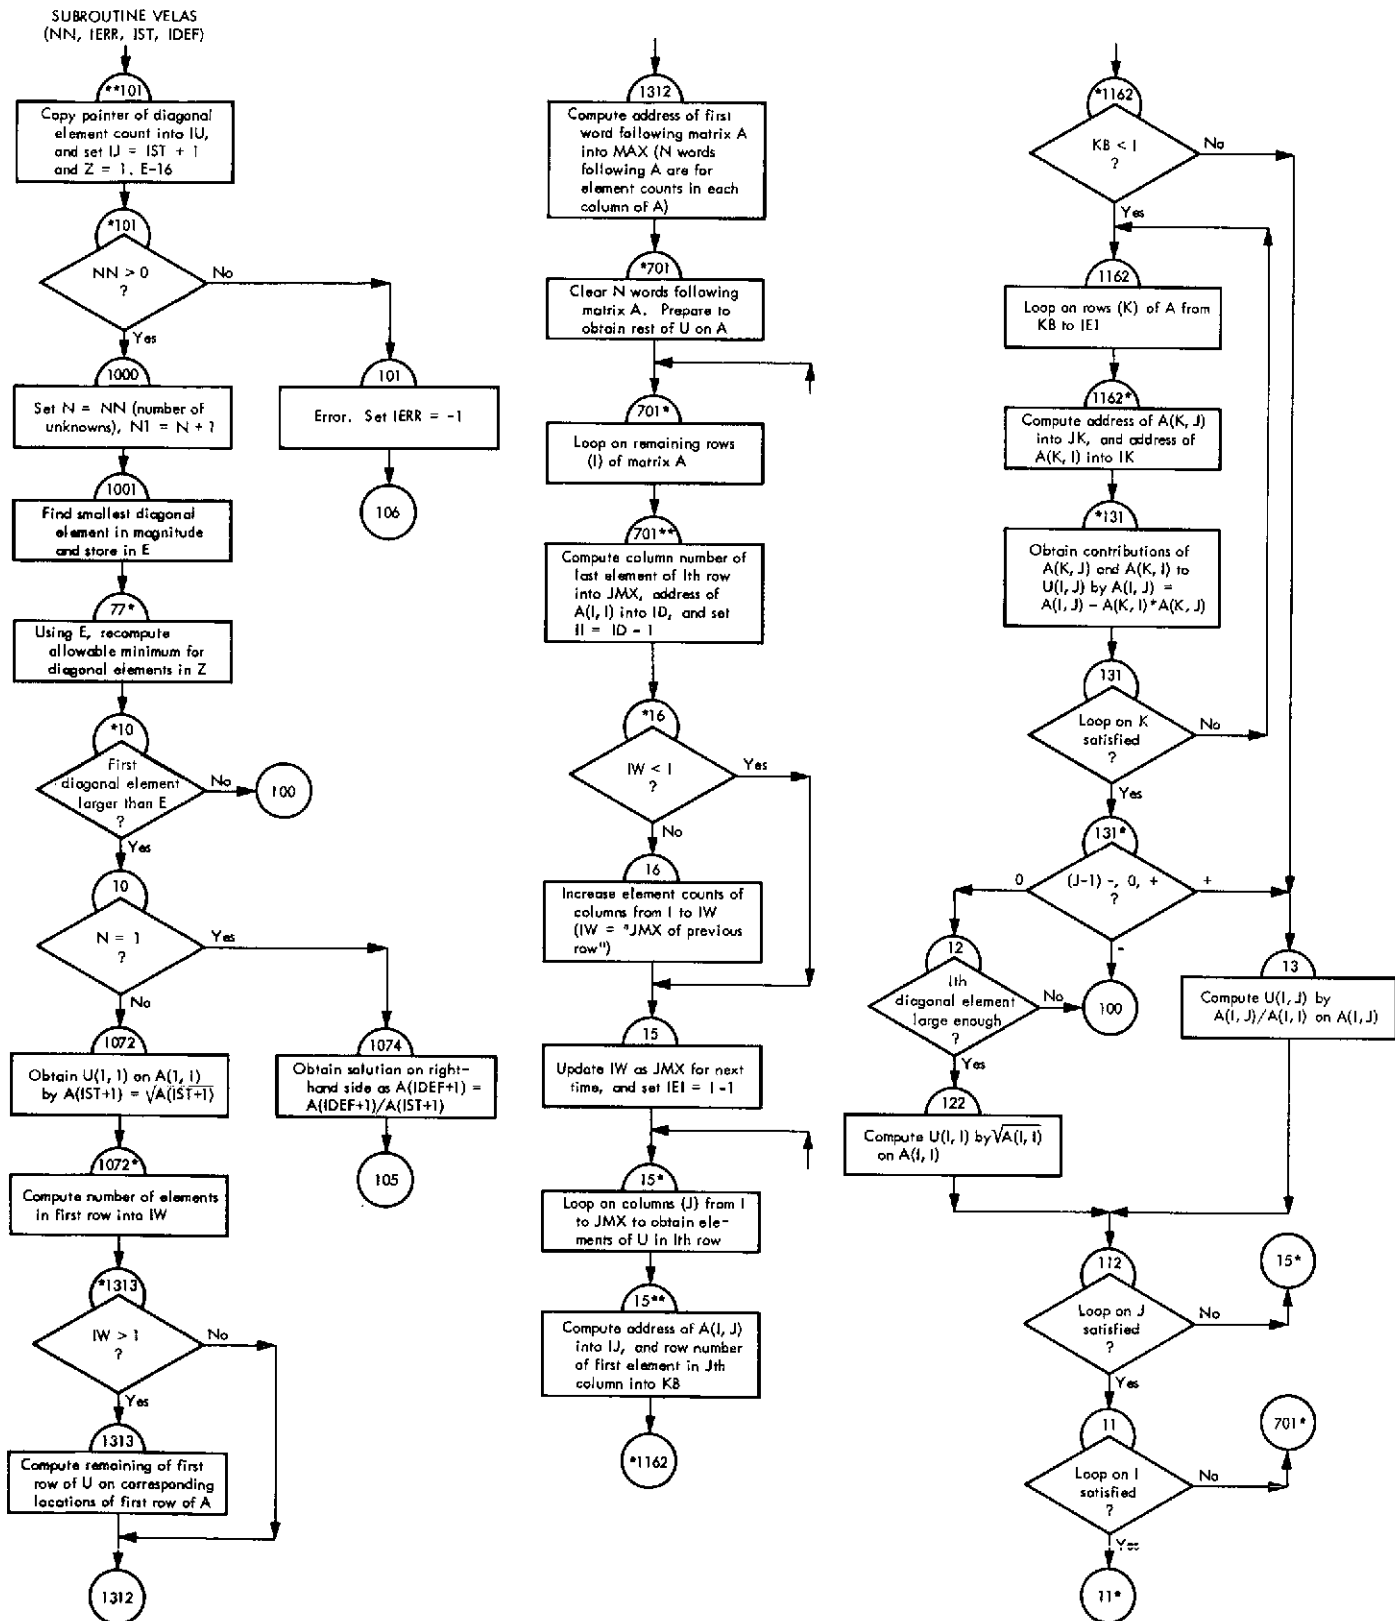 SUBROUTINE VELAS
(NN, IERR, IST, IDEF)
**101
Copy pointer of diagonal
element count into IU,
and set IJ = IST + 1
and Z = 1. E-16
*101
NN > 0
?
No
Yes
1000
Set N = NN (number of
unknowns), N1 = N + 1
101
Error. Set IERR = -1
106
1001
Find smallest diagonal
element in magnitude
and store in E
77*
Using E, recompute
allowable minimum for
diagonal elements in Z
*10
First
diagonal element
larger than E
?
No
100
Yes
10
N = 1
?
Yes
No
1072
Obtain U(1, 1) on A(1, 1)
by A(IST+1) = √A(IST+1)
1074
Obtain solution on right-
hand side as A(IDEF+1) =
A(IDEF+1)/A(IST+1)
105
1072*
Compute number of elements
in first row into IW
*1313
IW > 1
?
No
Yes
1313
Compute remaining of first
row of U on corresponding
locations of first row of A
1312
1312
Compute address of first
word following matrix A
into MAX (N words
following A are for
element counts in each
column of A)
*701
Clear N words following
matrix A. Prepare to
obtain rest of U on A
701*
Loop on remaining rows
(I) of matrix A
701**
Compute column number of
last element of Ith row
into JMX, address of
A(I, I) into ID, and set
II = ID - 1
*16
IW < I
?
Yes
No
16
Increase element counts of
columns from I to IW
(IW = "JMX of previous
row")
15
Update IW as JMX for next
time, and set IEI = I -1
15*
Loop on columns (J) from I
to JMX to obtain ele-
ments of U in Ith row
15**
Compute address of A(I, J)
into IJ, and row number
of first element in Jth
column into KB
*1162
*1162
KB < I
?
No
Yes
1162
Loop on rows (K) of A from
KB to IEI
1162*
Compute address of A(K, J)
into JK, and address of
A(K, I) into IK
*131
Obtain contributions of
A(K, J) and A(K, I) to
U(I, J) by A(I, J) =
A(I, J) - A(K, I)*A(K, J)
131
Loop on K
satisfied
?
No
Yes
131*
(J-1) -, 0, +
?
0
+
-
12
Ith
diagonal element
large enough
?
No
100
Yes
13
Compute U(I, J) by
A(I, J)/A(I, I) on A(I, J)
122
Compute U(I, I) by √A(I, I)
on A(I, I)
112
Loop on J
satisfied
?
No
15*
Yes
11
Loop on I
satisfied
?
No
701*
Yes
11*